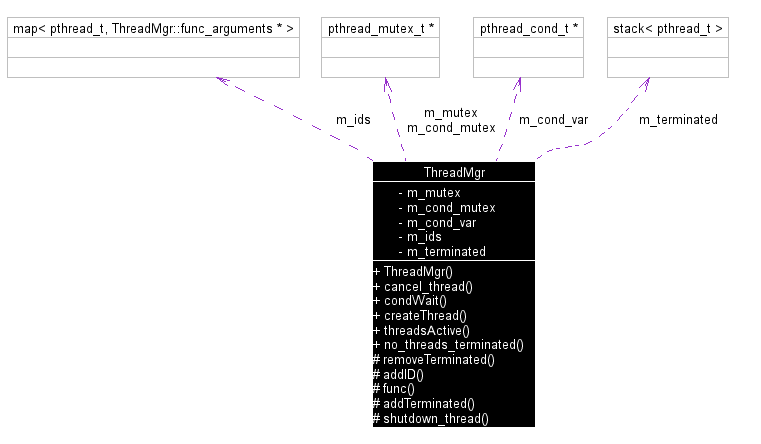 map< pthread_t, ThreadMgr::func_arguments * >
pthread_mutex_t *
pthread_cond_t *
stack< pthread_t >
m_ids
m_mutex
m_cond_mutex
m_cond_var
m_terminated
ThreadMgr
- m_mutex
- m_cond_mutex
- m_cond_var
- m_ids
- m_terminated
+ ThreadMgr()
+ cancel_thread()
+ condWait()
+ createThread()
+ threadsActive()
+ no_threads_terminated()
# removeTerminated()
# addID()
# func()
# addTerminated()
# shutdown_thread()